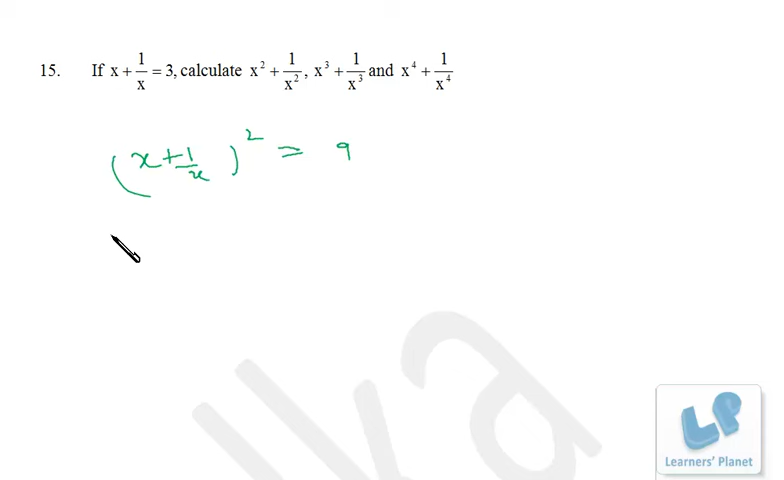 15. If x + 1/x = 3, calculate x² + 1/x², x³ + 1/x³ and x⁴ + 1/x⁴
(x + 1/x)² = 9
LP
Learners' Planet